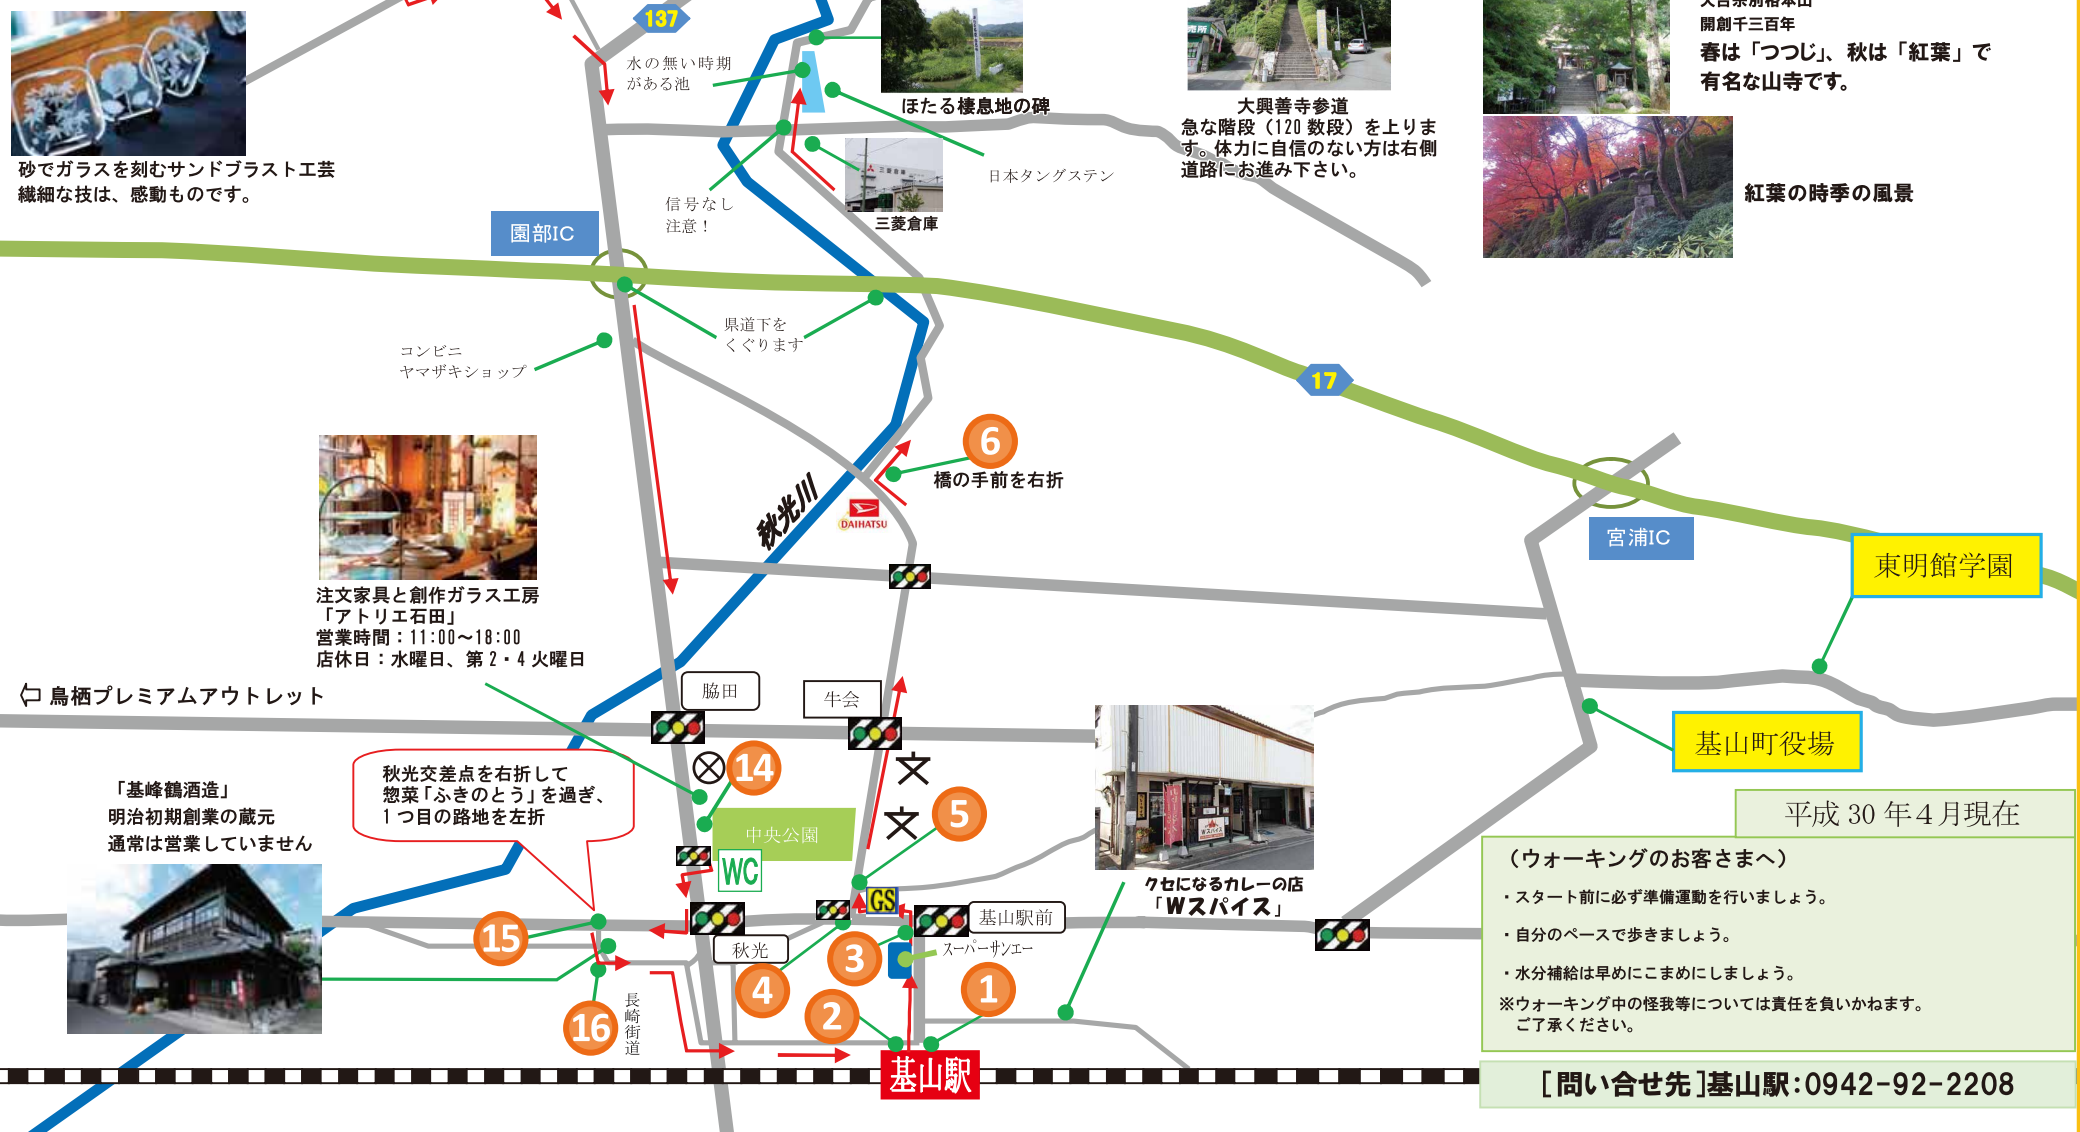 137
水の無い時期
がある池
ほたる棲息地の碑
大興善寺参道
急な階段（120 数段）を上りま
す。体力に自信のない方は右側
道路にお進み下さい。
開創千三百年
春は「つつじ」、秋は「紅葉」で
有名な山寺です。
紅葉の時季の風景
砂でガラスを刻むサンドブラスト工芸
繊細な技は、感動ものです。
日本タングステン
三菱倉庫
信号なし
注意！
園部IC
県道下を
くぐります
コンビニ
ヤマザキショップ
17
6
橋の手前を右折
秋光川
DAIHATSU
宮浦IC
東明館学園
注文家具と創作ガラス工房
「アトリエ石田」
営業時間：11:00～18:00
店休日：水曜日、第 2・4 火曜日
鳥栖プレミアムアウトレット
脇田
牛会
基山町役場
14
秋光交差点を右折して
惣菜「ふきのとう」を過ぎ、
1 つ目の路地を左折
「基峰鶴酒造」
明治初期創業の蔵元
通常は営業していません
中央公園
5
WC
GS
クセになるカレーの店
「Wスパイス」
平成 30 年４月現在
（ウォーキングのお客さまへ）
・スタート前に必ず準備運動を行いましょう。
・自分のペースで歩きましょう。
・水分補給は早めにこまめにしましょう。
※ウォーキング中の怪我等については責任を負いかねます。
ご了承ください。
基山駅前
スーパーサンエー
秋光
15
3
4
2
1
16
長崎街道
基山駅
［問い合せ先］基山駅：0942-92-2208